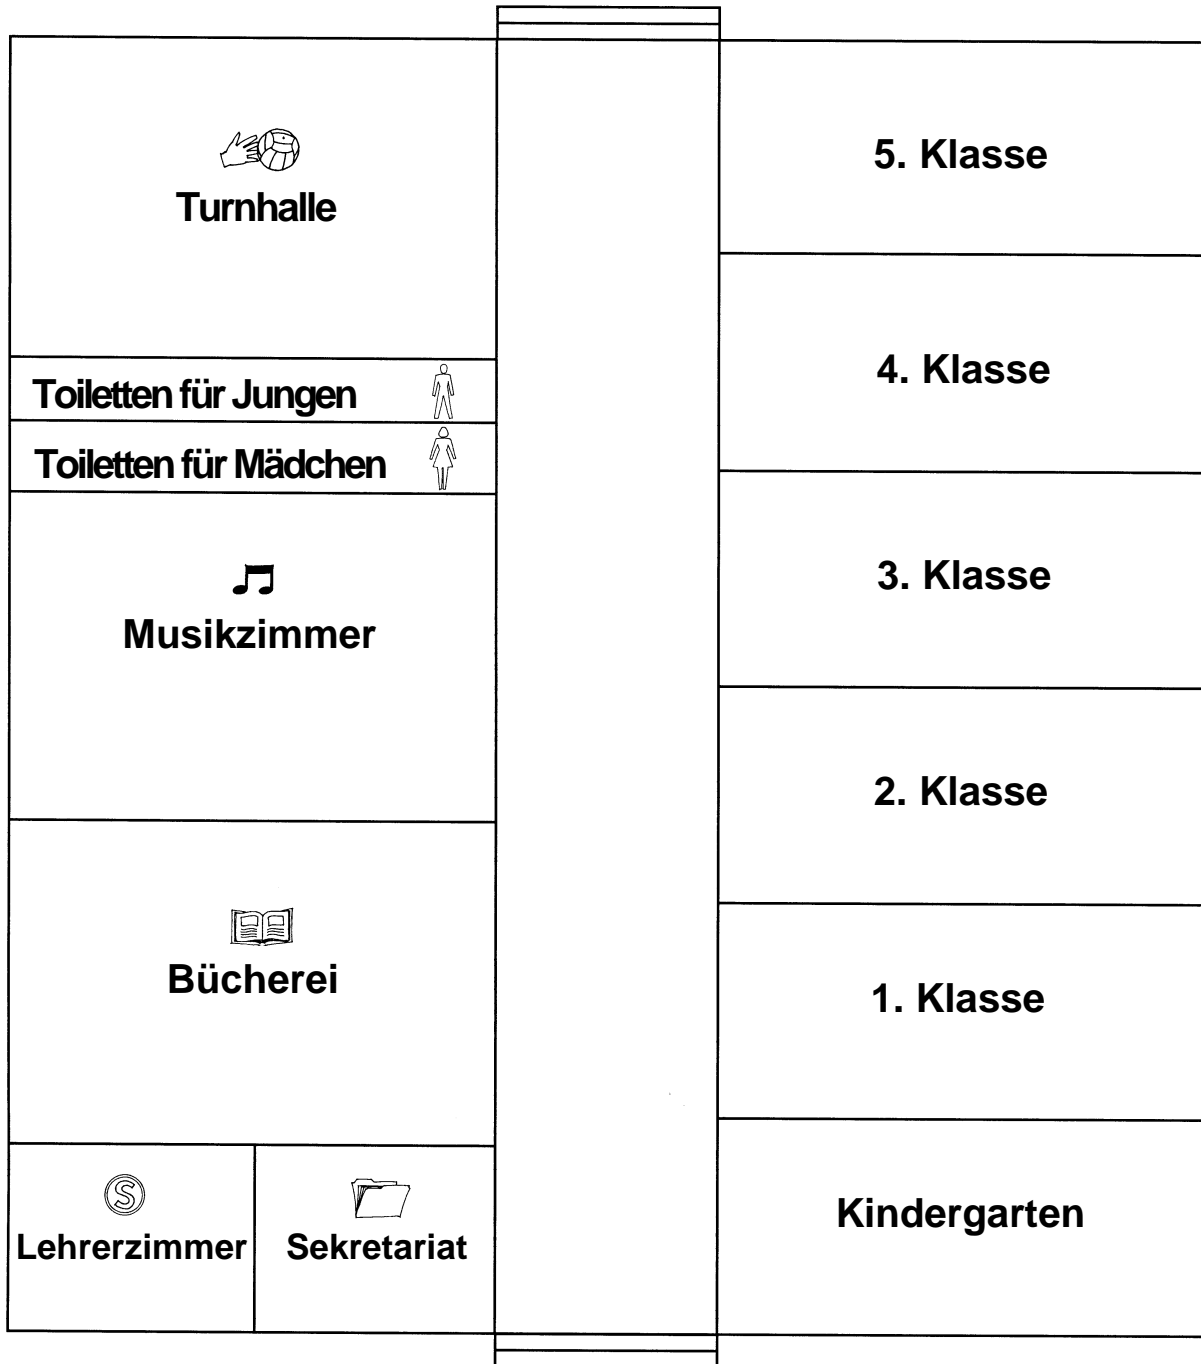 Turnhalle
Toiletten für Jungen
Toiletten für Mädchen
Musikzimmer
Bücherei
S
Lehrerzimmer
Sekretariat
5. Klasse
4. Klasse
3. Klasse
2. Klasse
1. Klasse
Kindergarten